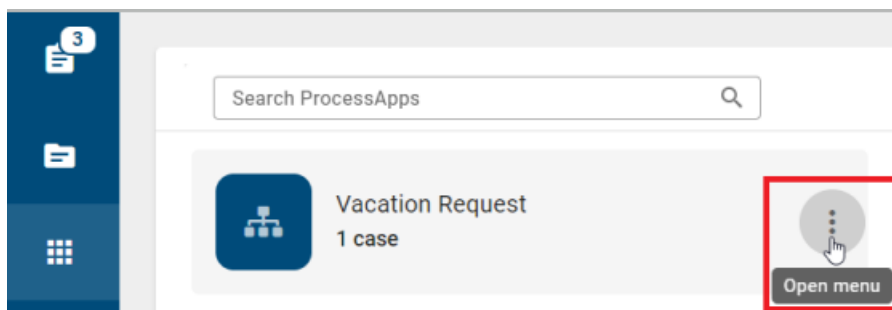 3
Search ProcessApps
Vacation Request
1 case
Open menu